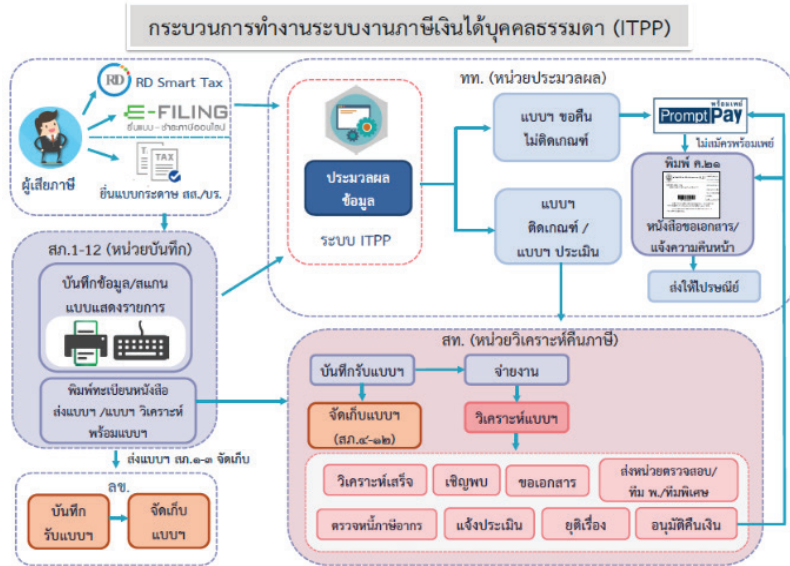 กระบวนการทำงานระบบงานภาษีเงินได้บุคคลธรรมดา (ITPP)
RD
RD Smart Tax
E-FILING
ยื่นแบบ - ชำระภาษีออนไลน์
TAX
ผู้เสียภาษี
ยื่นแบบกระดาษ สส./บร.
ประมวลผล
ข้อมูล
ระบบ ITPP
ทท. (หน่วยประมวลผล)
แบบฯ ขอคืน
ไม่ติดเกณฑ์
พร้อมเพย์
PromptPay
ไม่สมัครพร้อมเพย์
พิมพ์ ค.๒๑
หนังสือขอเอกสาร/
แจ้งความคืบหน้า
ส่งให้ไปรษณีย์
แบบฯ
ติดเกณฑ์ /
แบบฯ ประเมิน
สภ.1-12 (หน่วยบันทึก)
บันทึกข้อมูล/สแกน
แบบแสดงรายการ
พิมพ์ทะเบียนหนังสือ
ส่งแบบฯ /แบบฯ วิเคราะห์
พร้อมแบบฯ
ส่งแบบฯ สภ.๑-๓ จัดเก็บ
ลข.
บันทึก
รับแบบฯ
จัดเก็บ
แบบฯ
สท. (หน่วยวิเคราะห์คืนภาษี)
บันทึกรับแบบฯ
จ่ายงาน
จัดเก็บแบบฯ
(สภ.๔-๑๒)
วิเคราะห์แบบฯ
วิเคราะห์เสร็จ
เชิญพบ
ขอเอกสาร
ส่งหน่วยตรวจสอบ/
ทีม พ./ทีมพิเศษ
ตรวจหนี้ภาษีอากร
แจ้งประเมิน
ยุติเรื่อง
อนุมัติคืนเงิน